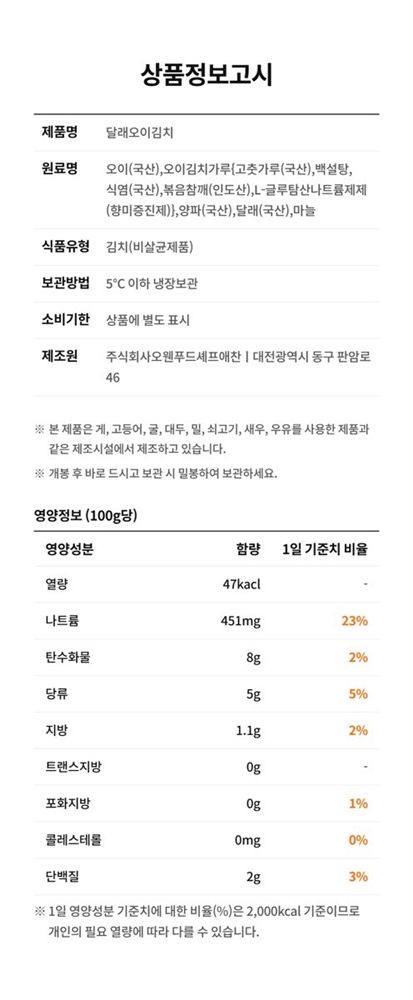 상품정보고시
제품명 달래오이김치
원료명 오이(국산),오이김치가루{고춧가루(국산),백설탕,
식염(국산),볶음참깨(인도산),L-글루탐산나트륨제제
(향미증진제)},양파(국산),달래(국산),마늘
식품유형 김치(비살균제품)
보관방법 5℃ 이하 냉장보관
소비기한 상품에 별도 표시
제조원 주식회사오웬푸드셰프애찬ㅣ대전광역시 동구 판암로
46
※ 본 제품은 게, 고등어, 굴, 대두, 밀, 쇠고기, 새우, 우유를 사용한 제품과
같은 제조시설에서 제조하고 있습니다.
※ 개봉 후 바로 드시고 보관 시 밀봉하여 보관하세요.
영양정보 (100g당)
영양성분 함량 1일 기준치 비율
열량 47kacl -
나트륨 451mg 23%
탄수화물 8g 2%
당류 5g 5%
지방 1.1g 2%
트랜스지방 0g -
포화지방 0g 1%
콜레스테롤 0mg 0%
단백질 2g 3%
※ 1일 영양성분 기준치에 대한 비율(%)은 2,000kcal 기준이므로
개인의 필요 열량에 따라 다를 수 있습니다.